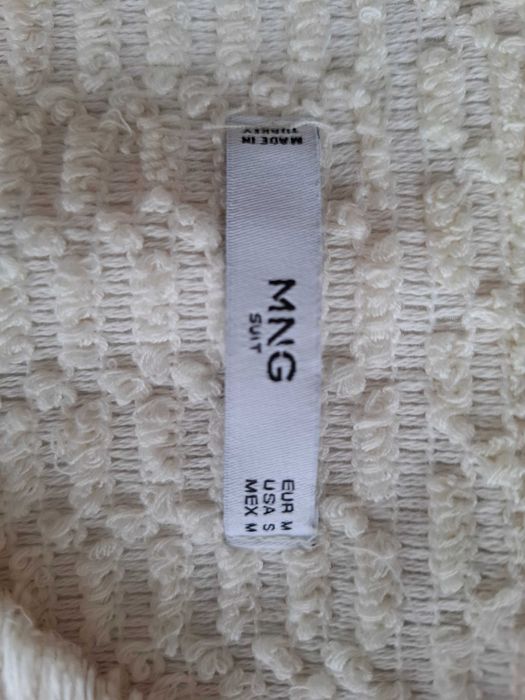 MADE IN
TURKEY
MNG
SUIT
EUR M
USA S
MEX M